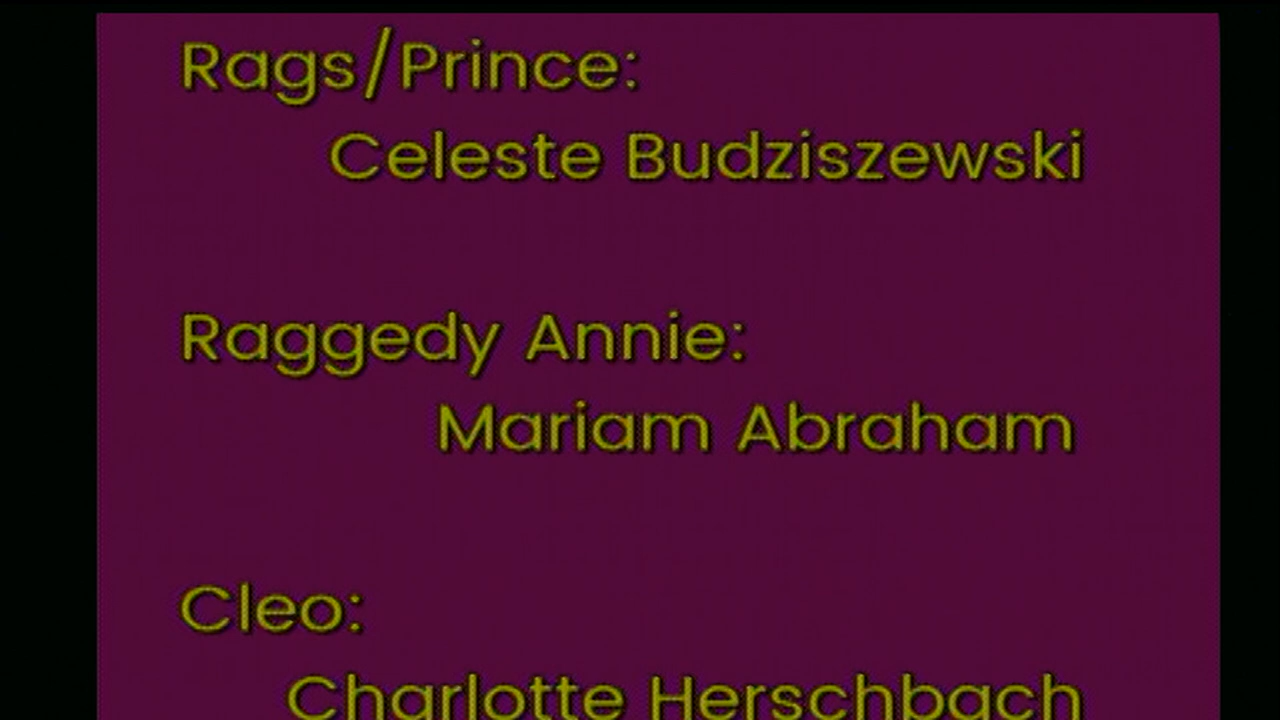 Rags/Prince:
Celeste Budziszewski
Raggedy Annie:
Mariam Abraham
Cleo:
Charlotte Herschbach